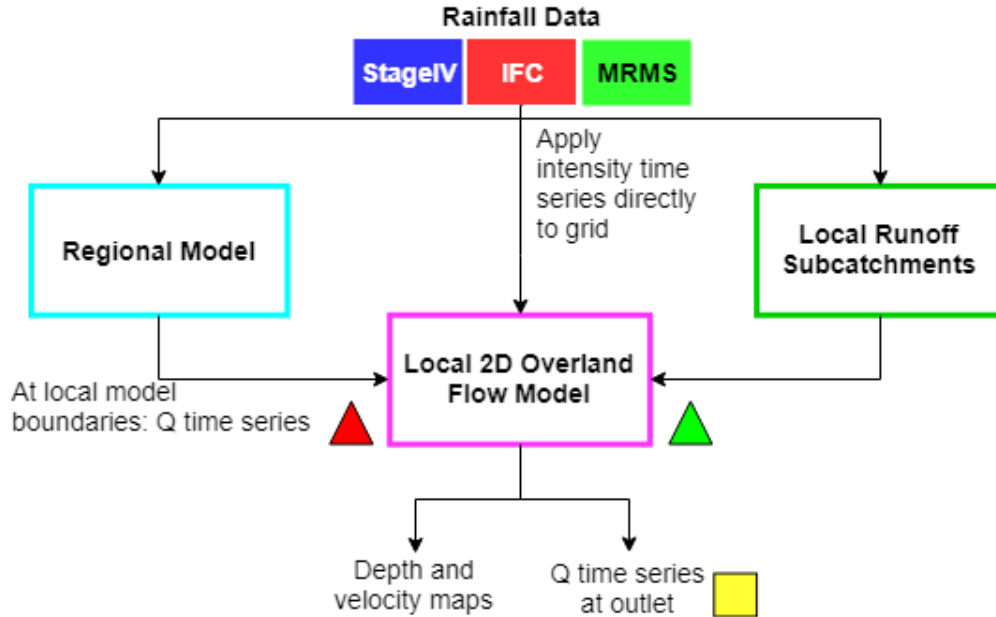 Rainfall Data
StageIV
IFC
MRMS
Apply
intensity time
series directly
to grid
Regional Model
Local Runoff
Subcatchments
Local 2D Overland
Flow Model
At local model
boundaries: Q time series
Depth and
velocity maps
Q time series
at outlet